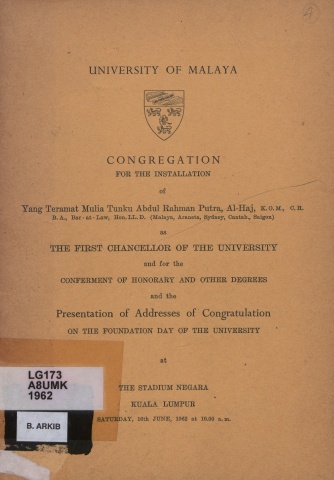 UNIVERSITY OF MALAYA
CONGREGATION
FOR THE INSTALLATION
of
Yang Teramat Mulia Tunku Abdul Rahman Putra, Al-Haj, K.O.M., C.H.
B.A., Bar-at-Law, Hon. LL.D. (Malaya, Araneta, Sydney, Cantab., Saigon)
as
THE FIRST CHANCELLOR OF THE UNIVERSITY
and for the
CONFERMENT OF HONORARY AND OTHER DEGREES
and the
Presentation of Addresses of Congratulation
ON THE FOUNDATION DAY OF THE UNIVERSITY
at
THE STADIUM NEGARA
KUALA LUMPUR
SATURDAY, 16th JUNE, 1962 at 10.00 a.m.
LG173
A8UMK
1962
B. ARKIB